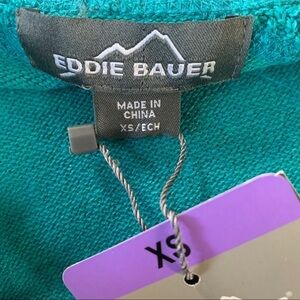 EDDIE BAUER
MADE IN
CHINA
XS/ECH
XS